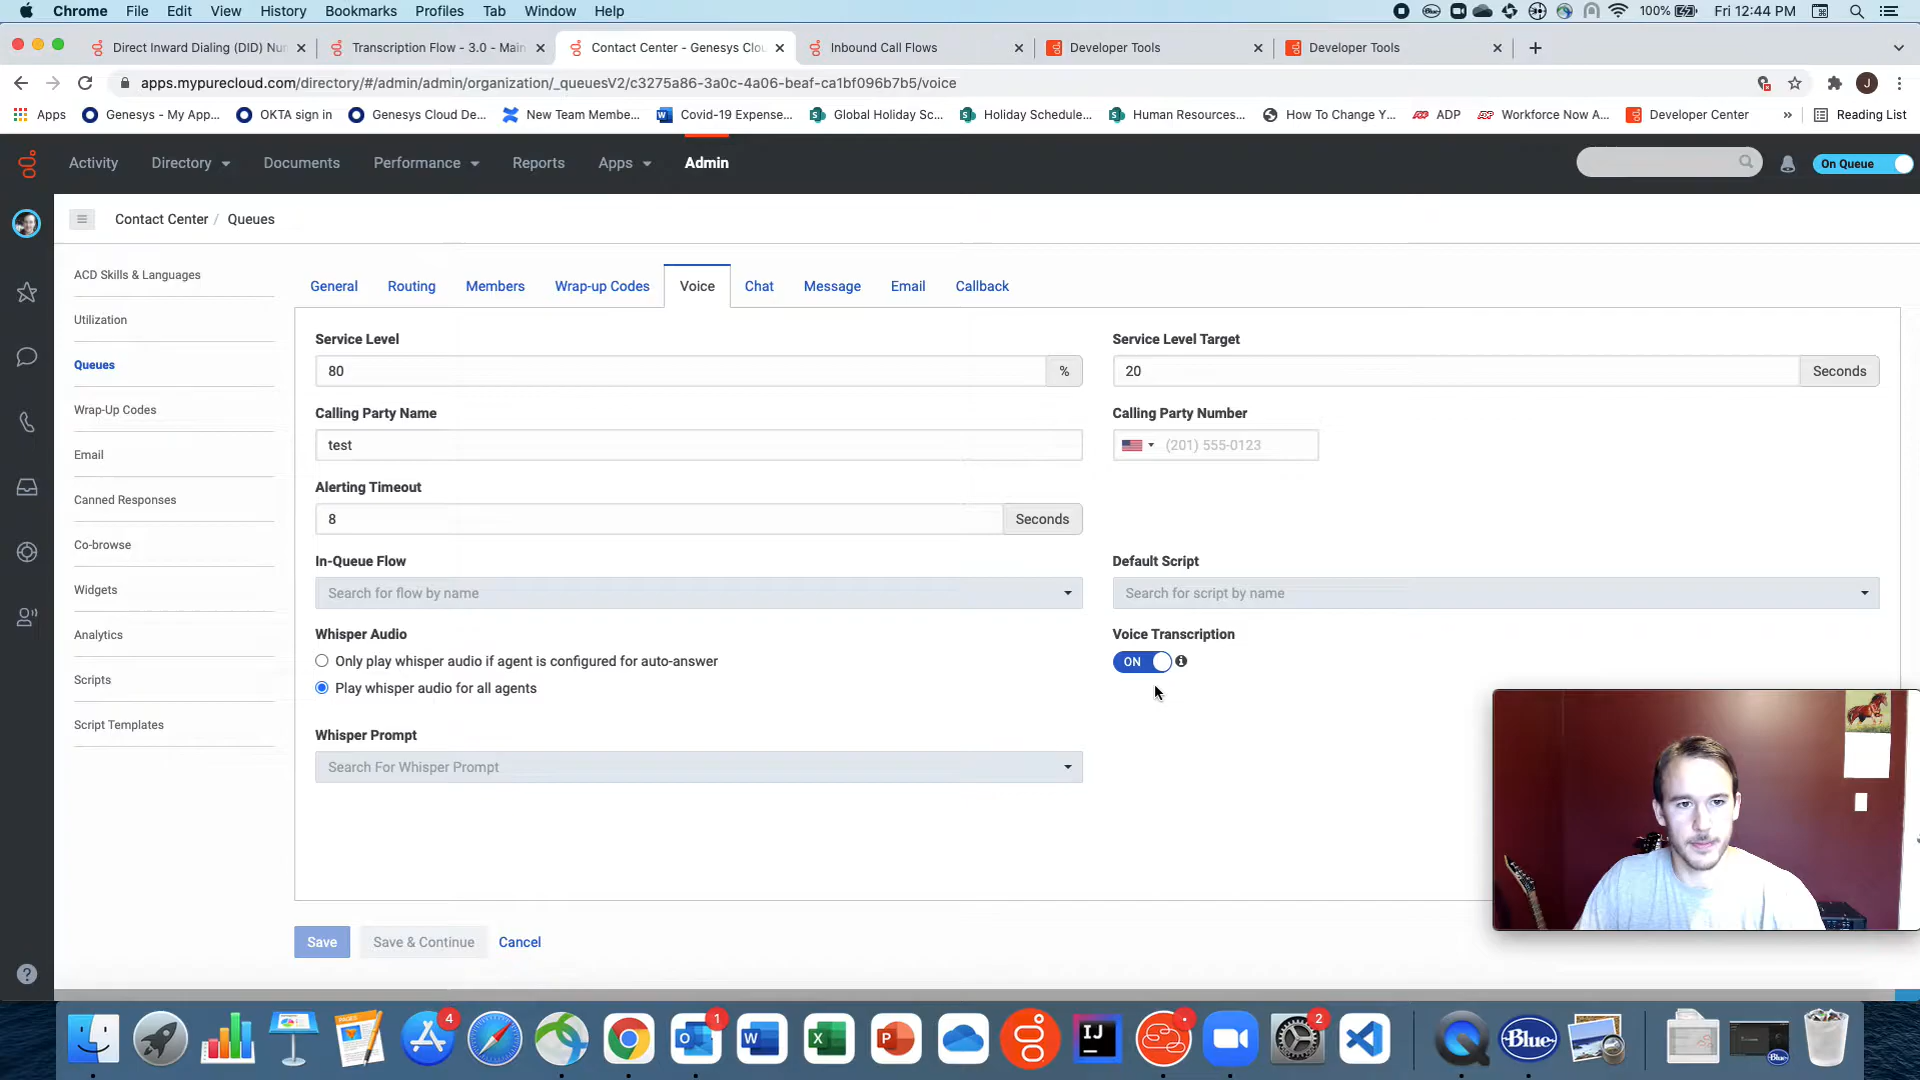 Chrome File Edit View History Bookmarks Profiles Tab Window Help 100% Fri 12:44 PM
Direct Inward Dialing (DID) Nu Transcription Flow - 3.0 - Main Contact Center - Genesys Clou Inbound Call Flows Developer Tools Developer Tools
apps.mypurecloud.com/directory/#/admin/admin/organization/_queuesV2/c3275a86-3a0c-4a06-beaf-ca1bf096b7b5/voice J
Apps Genesys - My App... OKTA sign in Genesys Cloud De... New Team Membe... Covid-19 Expense... Global Holiday Sc... Holiday Schedule... Human Resources... How To Change Y... ADP Workforce Now A... Developer Center » Reading List
Activity Directory Documents Performance Reports Apps Admin On Queue
Contact Center / Queues
ACD Skills & Languages
Utilization
Queues
Wrap-Up Codes
Email
Canned Responses
Co-browse
Widgets
Analytics
Scripts
Script Templates
General Routing Members Wrap-up Codes Voice Chat Message Email Callback
Service Level Service Level Target
80 % 20 Seconds
Calling Party Name Calling Party Number
test (201) 555-0123
Alerting Timeout
8 Seconds
In-Queue Flow Default Script
Search for flow by name Search for script by name
Whisper Audio Voice Transcription
Only play whisper audio if agent is configured for auto-answer ON
Play whisper audio for all agents
Whisper Prompt
Search For Whisper Prompt
Save Save & Continue Cancel
4 1 2
PAGES W X P IJ Blue Blue